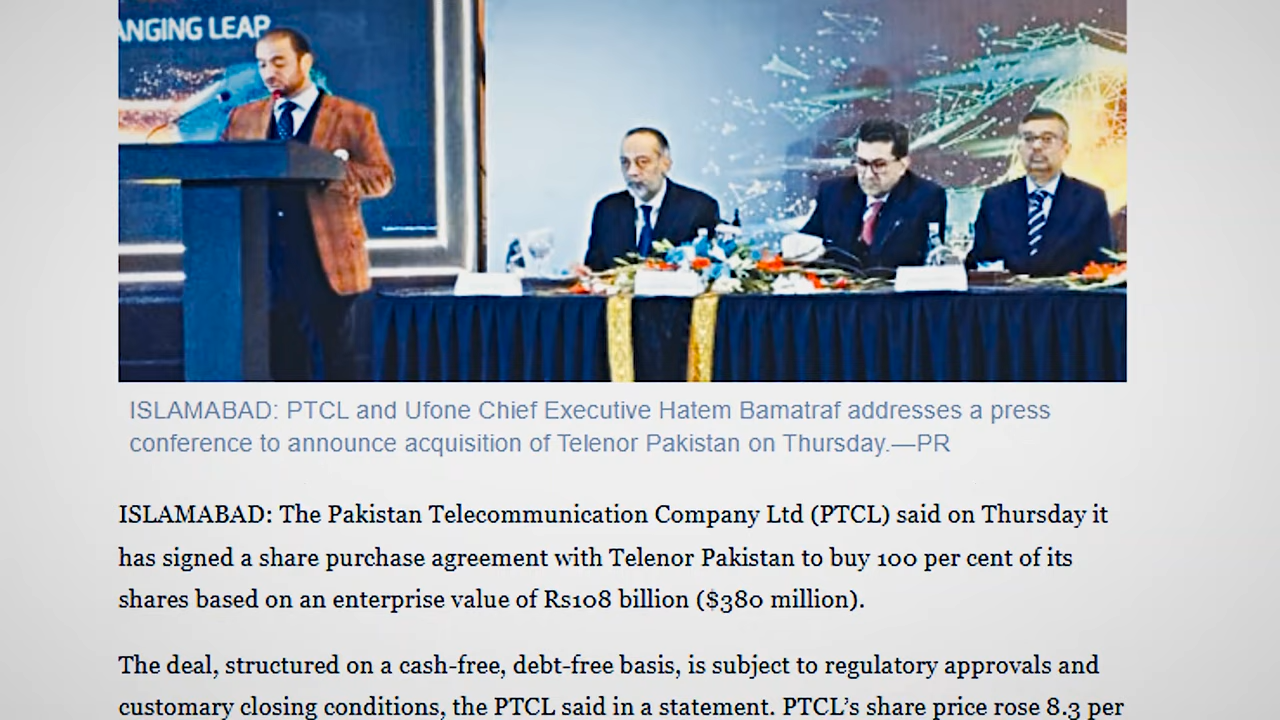 ANGING LEAP
ISLAMABAD: PTCL and Ufone Chief Executive Hatem Bamatraf addresses a press
conference to announce acquisition of Telenor Pakistan on Thursday.—PR
ISLAMABAD: The Pakistan Telecommunication Company Ltd (PTCL) said on Thursday it
has signed a share purchase agreement with Telenor Pakistan to buy 100 per cent of its
shares based on an enterprise value of Rs108 billion ($380 million).
The deal, structured on a cash-free, debt-free basis, is subject to regulatory approvals and
customary closing conditions, the PTCL said in a statement. PTCL’s share price rose 8.3 per